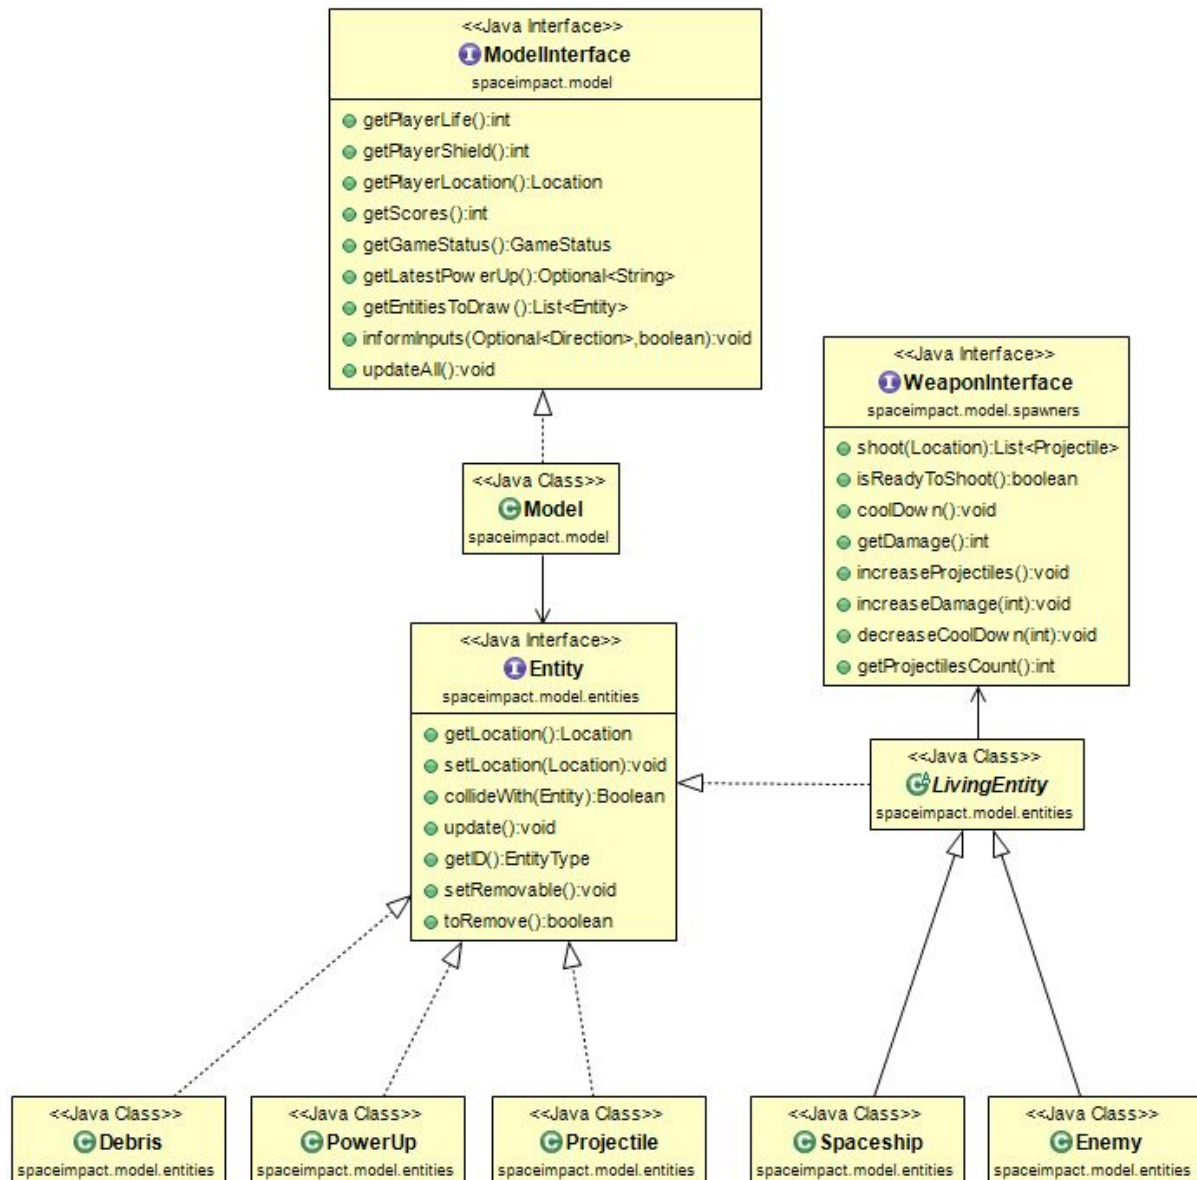 <<Java Interface>>
ModelInterface
spaceimpact.model
getPlayerLife():int
getPlayerShield():int
getPlayerLocation():Location
getScores():int
getGameStatus():GameStatus
getLatestPowerUp():Optional<String>
getEntitiesToDraw():List<Entity>
informInputs(Optional<Direction>,boolean):void
updateAll():void
<<Java Class>>
Model
spaceimpact.model
<<Java Interface>>
WeaponInterface
spaceimpact.model.spawners
shoot(Location):List<Projectile>
isReadyToShoot():boolean
coolDown():void
getDamage():int
increaseProjectiles():void
increaseDamage(int):void
decreaseCoolDown(int):void
getProjectilesCount():int
<<Java Interface>>
Entity
spaceimpact.model.entities
getLocation():Location
setLocation(Location):void
collideWith(Entity):Boolean
update():void
getID():EntityType
setRemovable():void
toRemove():boolean
<<Java Class>>
LivingEntity
spaceimpact.model.entities
<<Java Class>>
Debris
spaceimpact.model.entities
<<Java Class>>
PowerUp
spaceimpact.model.entities
<<Java Class>>
Projectile
spaceimpact.model.entities
<<Java Class>>
Spaceship
spaceimpact.model.entities
<<Java Class>>
Enemy
spaceimpact.model.entities